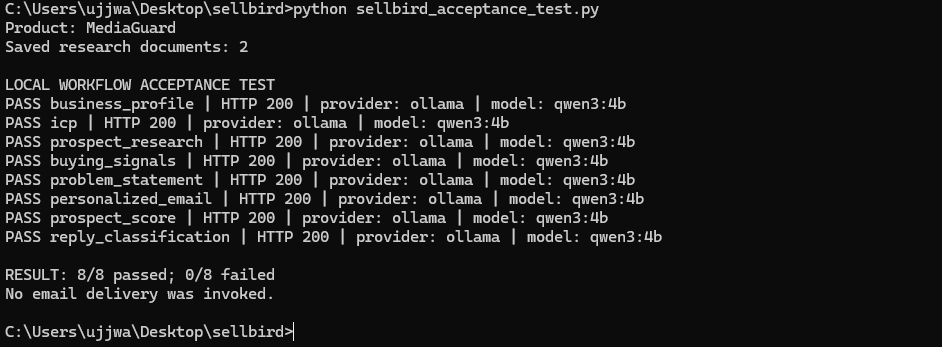 C:\Users\ujjwa\Desktop\sellbird>python sellbird_acceptance_test.py
Product: MediaGuard
Saved research documents: 2
LOCAL WORKFLOW ACCEPTANCE TEST
PASS business_profile | HTTP 200 | provider: ollama | model: qwen3:4b
PASS icp | HTTP 200 | provider: ollama | model: qwen3:4b
PASS prospect_research | HTTP 200 | provider: ollama | model: qwen3:4b
PASS buying_signals | HTTP 200 | provider: ollama | model: qwen3:4b
PASS problem_statement | HTTP 200 | provider: ollama | model: qwen3:4b
PASS personalized_email | HTTP 200 | provider: ollama | model: qwen3:4b
PASS prospect_score | HTTP 200 | provider: ollama | model: qwen3:4b
PASS reply_classification | HTTP 200 | provider: ollama | model: qwen3:4b
RESULT: 8/8 passed; 0/8 failed
No email delivery was invoked.
C:\Users\ujjwa\Desktop\sellbird>